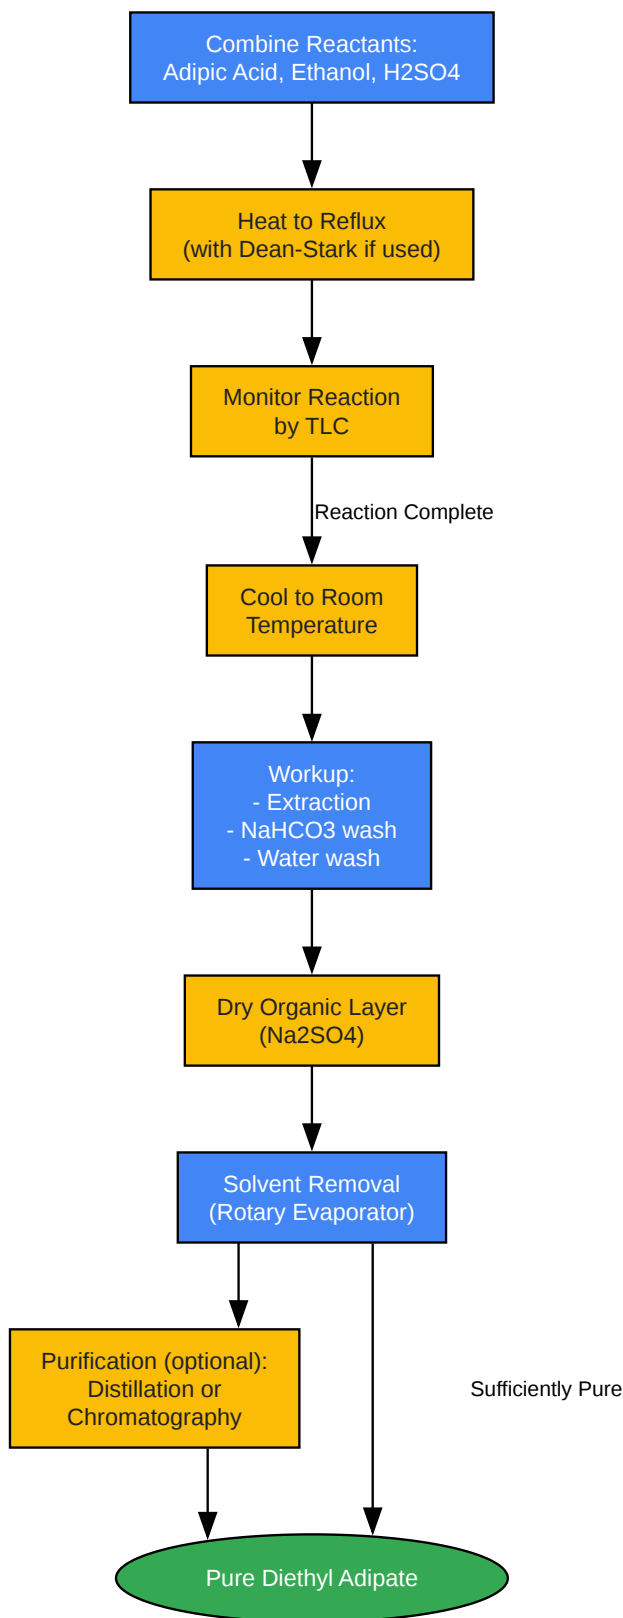 Combine Reactants:
Adipic Acid, Ethanol, H2SO4
Heat to Reflux
(with Dean-Stark if used)
Monitor Reaction
by TLC
Reaction Complete
Cool to Room
Temperature
Workup:
- Extraction
- NaHCO3 wash
- Water wash
Dry Organic Layer
(Na2SO4)
Solvent Removal
(Rotary Evaporator)
Purification (optional):
Distillation or
Chromatography
Sufficiently Pure
Pure Diethyl Adipate